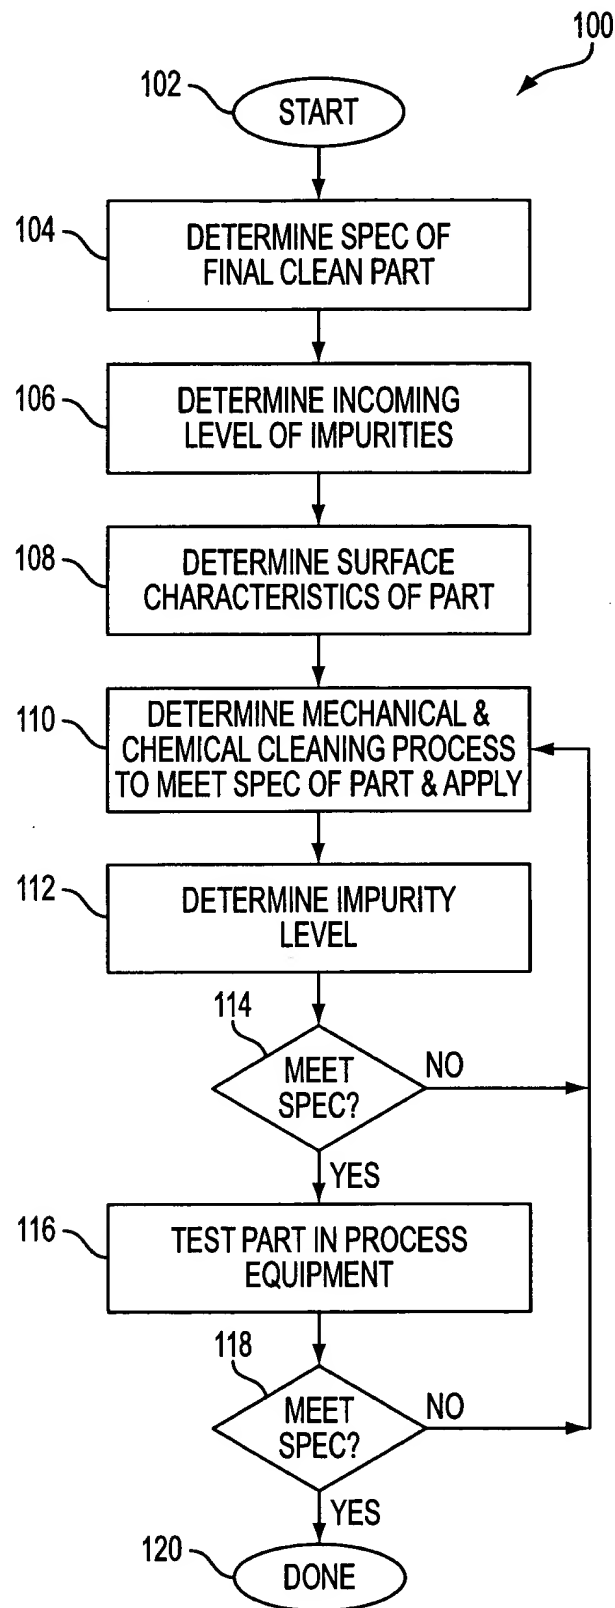 100
102
START
104
DETERMINE SPEC OF
FINAL CLEAN PART
106
DETERMINE INCOMING
LEVEL OF IMPURITIES
108
DETERMINE SURFACE
CHARACTERISTICS OF PART
110
DETERMINE MECHANICAL &
CHEMICAL CLEANING PROCESS
TO MEET SPEC OF PART & APPLY
112
DETERMINE IMPURITY
LEVEL
114
MEET
SPEC?
NO
YES
116
TEST PART IN PROCESS
EQUIPMENT
118
MEET
SPEC?
NO
YES
120
DONE